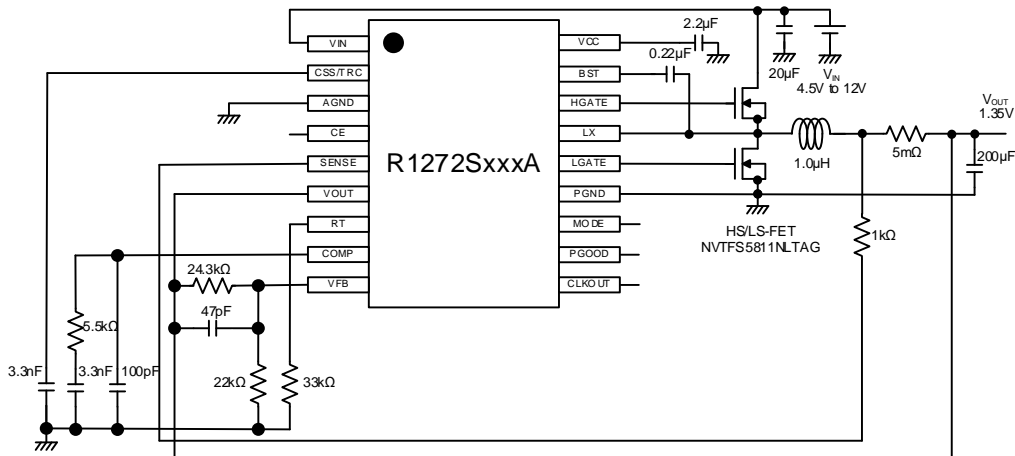 VIN
CSS/TRC
AGND
CE
SENSE
VOUT
RT
COMP
VFB
R1272SxxxA
VCC
BST
HGATE
LX
LGATE
PGND
MODE
PGOOD
CLKOUT
2.2µF
0.22µF
20µF
VIN
4.5V to 12V
VOUT
1.35V
1.0µH
5mΩ
200µF
HS/LS-FET
NVTFS5811NLTAG
1kΩ
24.3kΩ
47pF
5.5kΩ
3.3nF
3.3nF
100pF
22kΩ
33kΩ